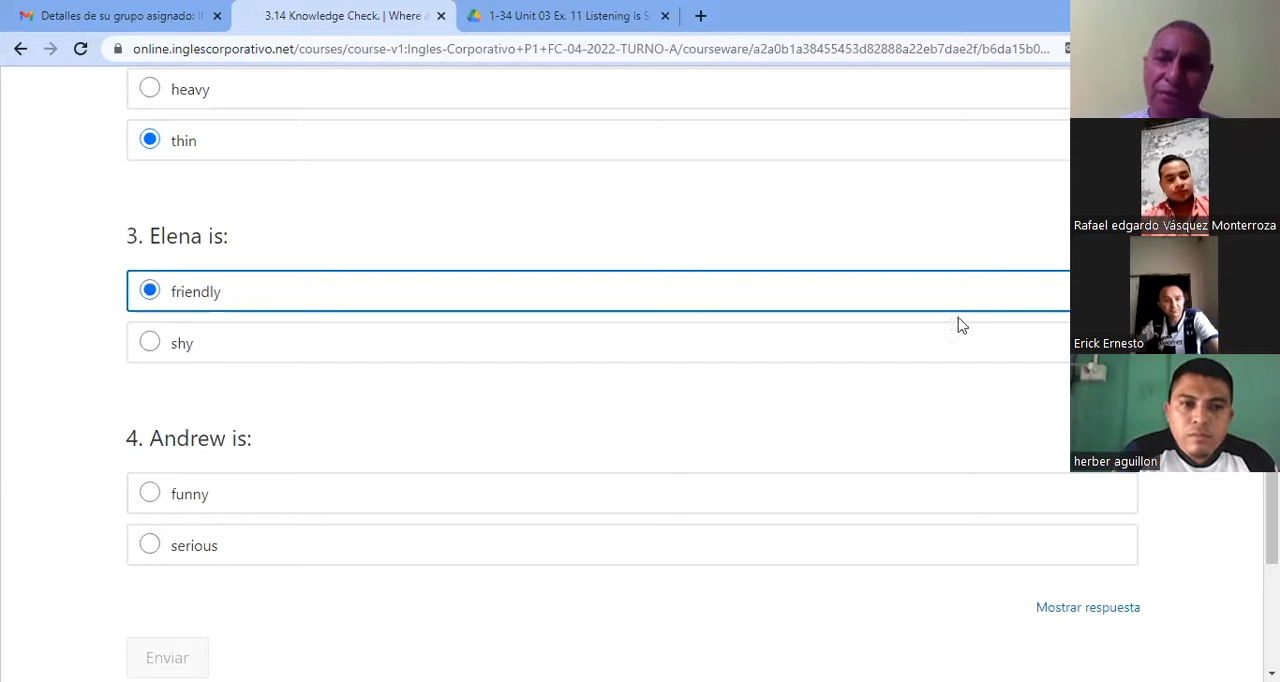 Detalles de su grupo asignado: I
3.14 Knowledge Check. | Where a
1-34 Unit 03 Ex. 11 Listening Is S
online.inglescorporativo.net/courses/course-v1:Ingles-Corporativo+P1+FC-04-2022-TURNO-A/courseware/a2a0b1a38455453d82888a22eb7dae2f/b6da15b0...
heavy
thin
Rafael edgardo Vásquez Monterroza
3. Elena is:
friendly
shy
Erick Ernesto
4. Andrew is:
herber aguillon
funny
serious
Mostrar respuesta
Enviar